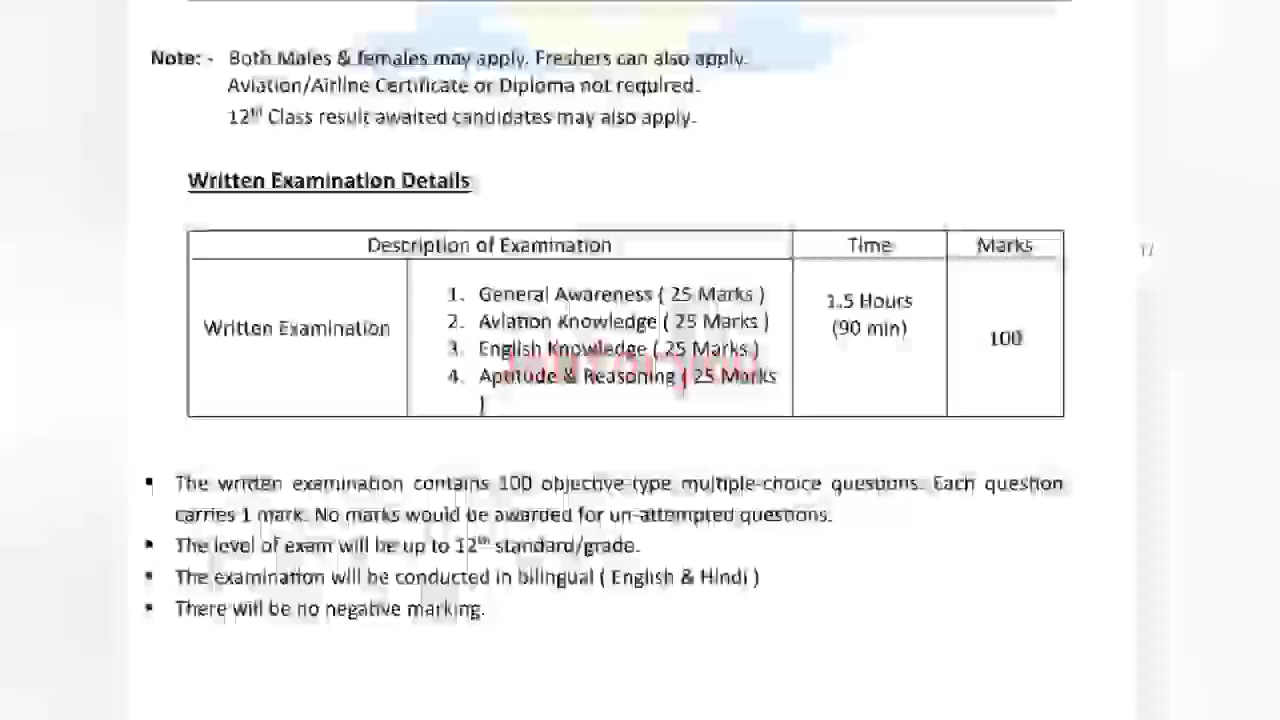 Note: - Both Males & females may apply. Freshers can also apply.
Aviation/Airline Certificate or Diploma not required.
12th Class result awaited candidates may also apply.
Written Examination Details
Description of Examination Time Marks
Written Examination
1. General Awareness ( 25 Marks )
2. Aviation Knowledge ( 25 Marks )
3. English Knowledge ( 25 Marks )
4. Aptitude & Reasoning ( 25 Marks
)
1.5 Hours
(90 min)
100
▪ The written examination contains 100 objective-type multiple-choice questions. Each question
carries 1 mark. No marks would be awarded for un-attempted questions.
▪ The level of exam will be up to 12th standard/grade.
▪ The examination will be conducted in bilingual ( English & Hindi )
▪ There will be no negative marking.